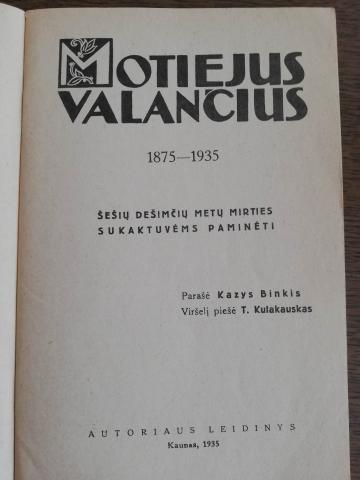 MOTIEJUS
VALANČIUS
1875—1935
ŠEŠIŲ DEŠIMČIŲ METŲ MIRTIES
SUKAKTUVĖMS PAMINĖTI
Parašė Kazys Binkis
Viršelį piešė T. Kulakauskas
AUTORIAUS LEIDINYS
Kaunas, 1935